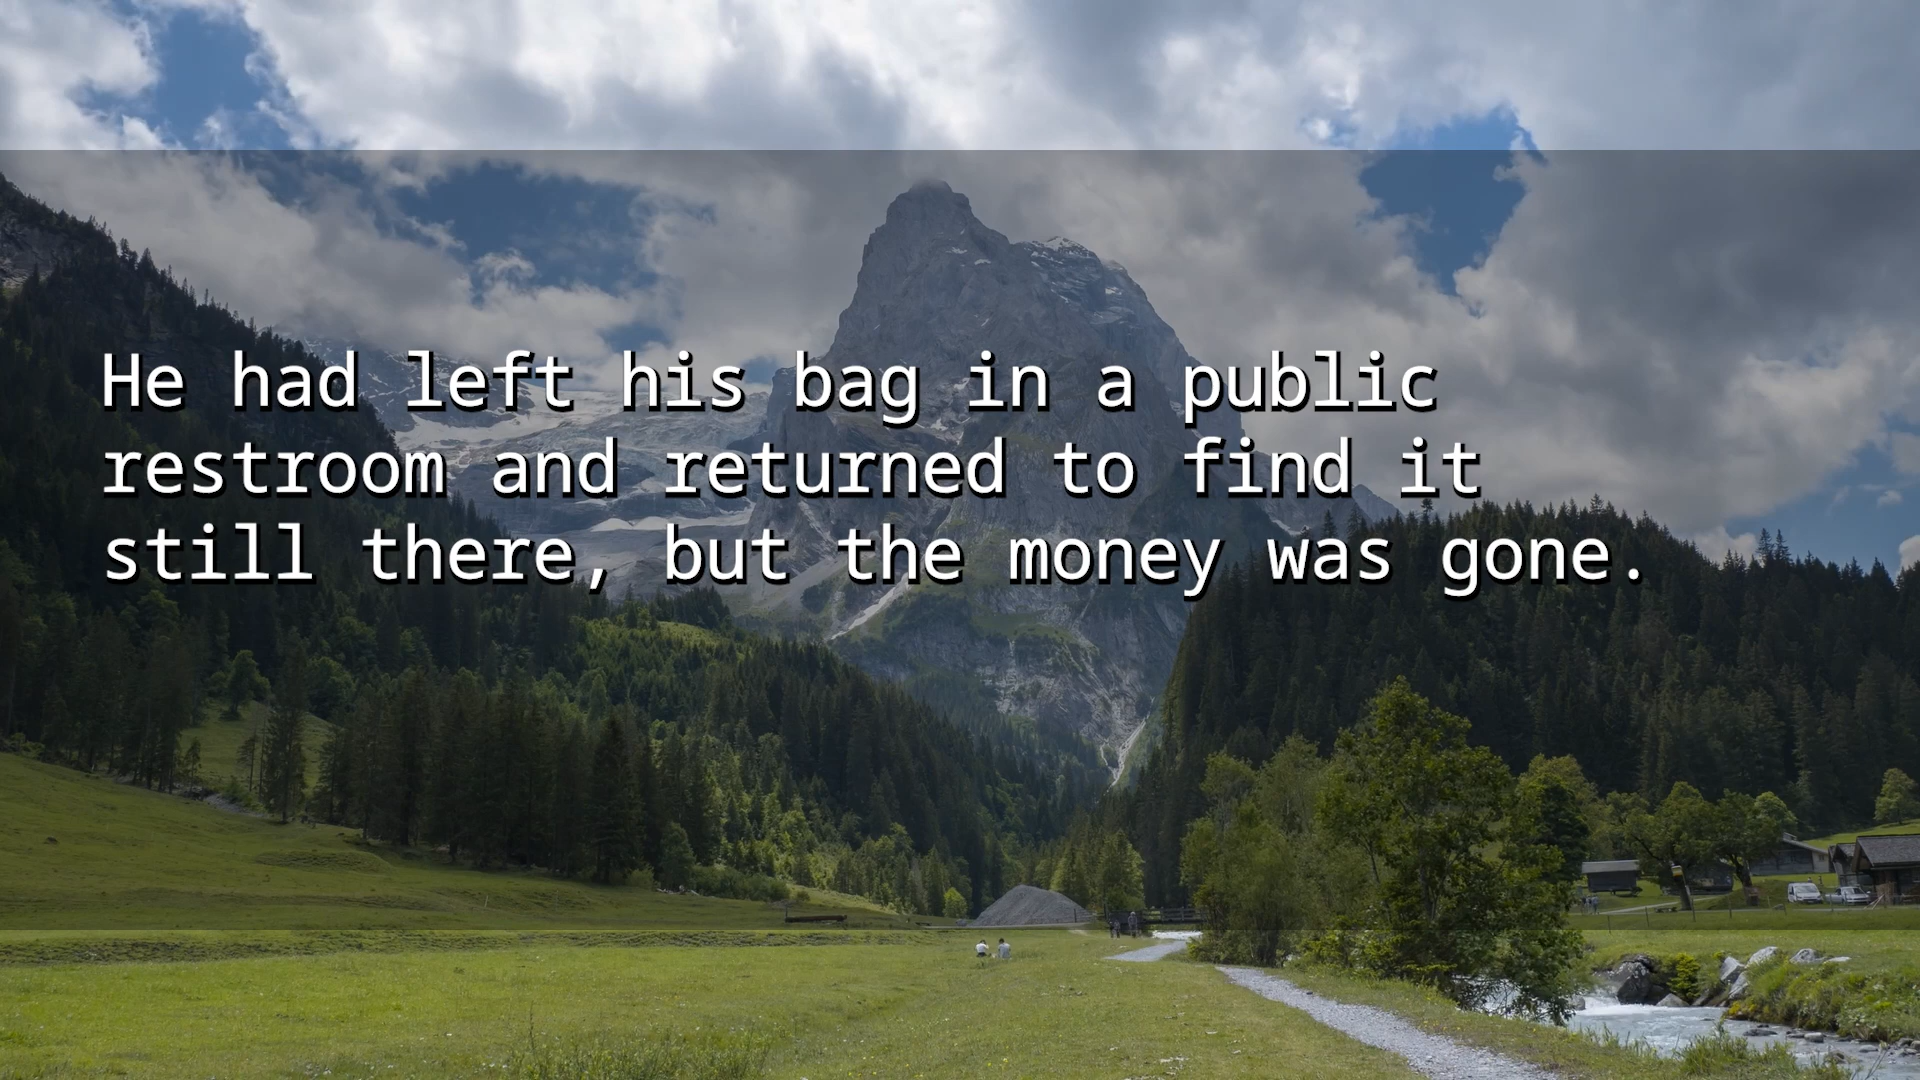 He had left his bag in a public
restroom and returned to find it
still there, but the money was gone.